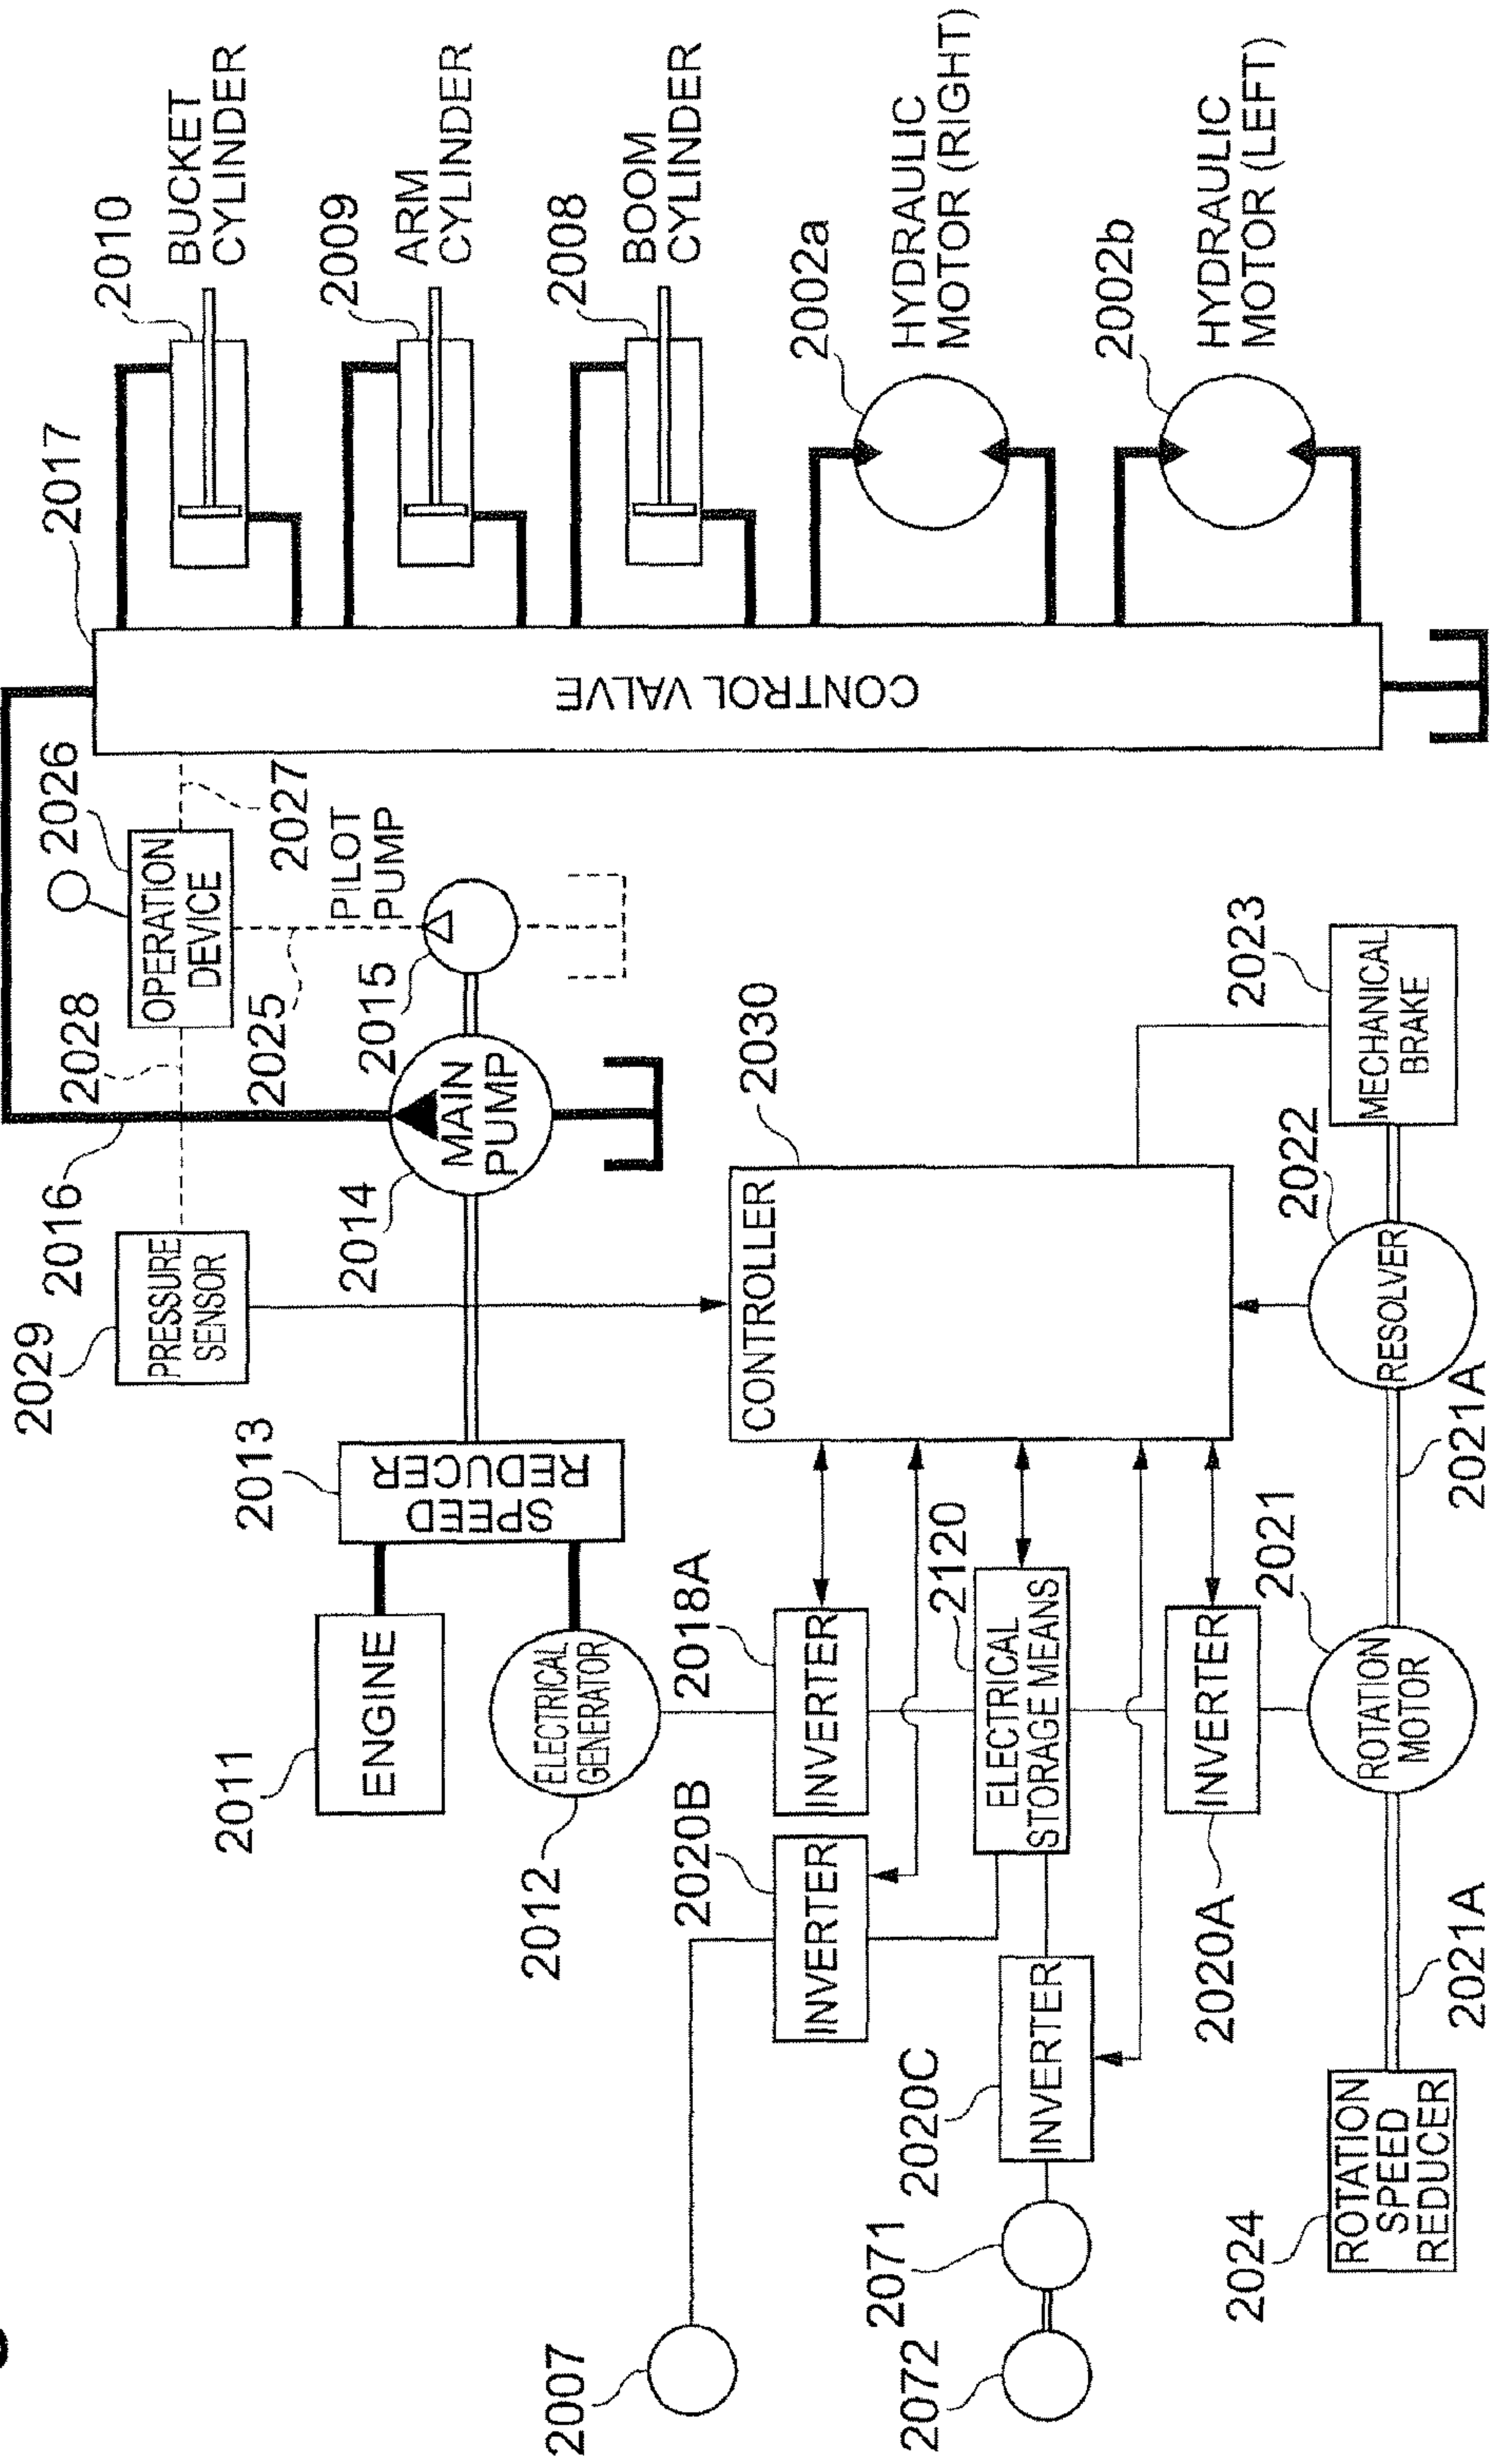 2010
BUCKET
CYLINDER
2009
ARM
CYLINDER
2008
BOOM
CYLINDER
2002a
HYDRAULIC
MOTOR (RIGHT)
2002b
HYDRAULIC
MOTOR (LEFT)
2017
CONTROL VALVE
2026
OPERATION
DEVICE
2027
PILOT
PUMP
2028
2025
2015
2016
MAIN
PUMP
2014
2029
PRESSURE
SENSOR
2030
CONTROLLER
2023
MECHANICAL
BRAKE
2022
RESOLVER
2021A
2013
SPEED
REDUCER
2011
ENGINE
2012
ELECTRICAL
GENERATOR
2018A
INVERTER
2120
ELECTRICAL
STORAGE MEANS
2021
ROTATION
MOTOR
INVERTER
2020A
2020B
INVERTER
2020C
INVERTER
2021A
2007
2071
2072
2024
ROTATION
SPEED
REDUCER